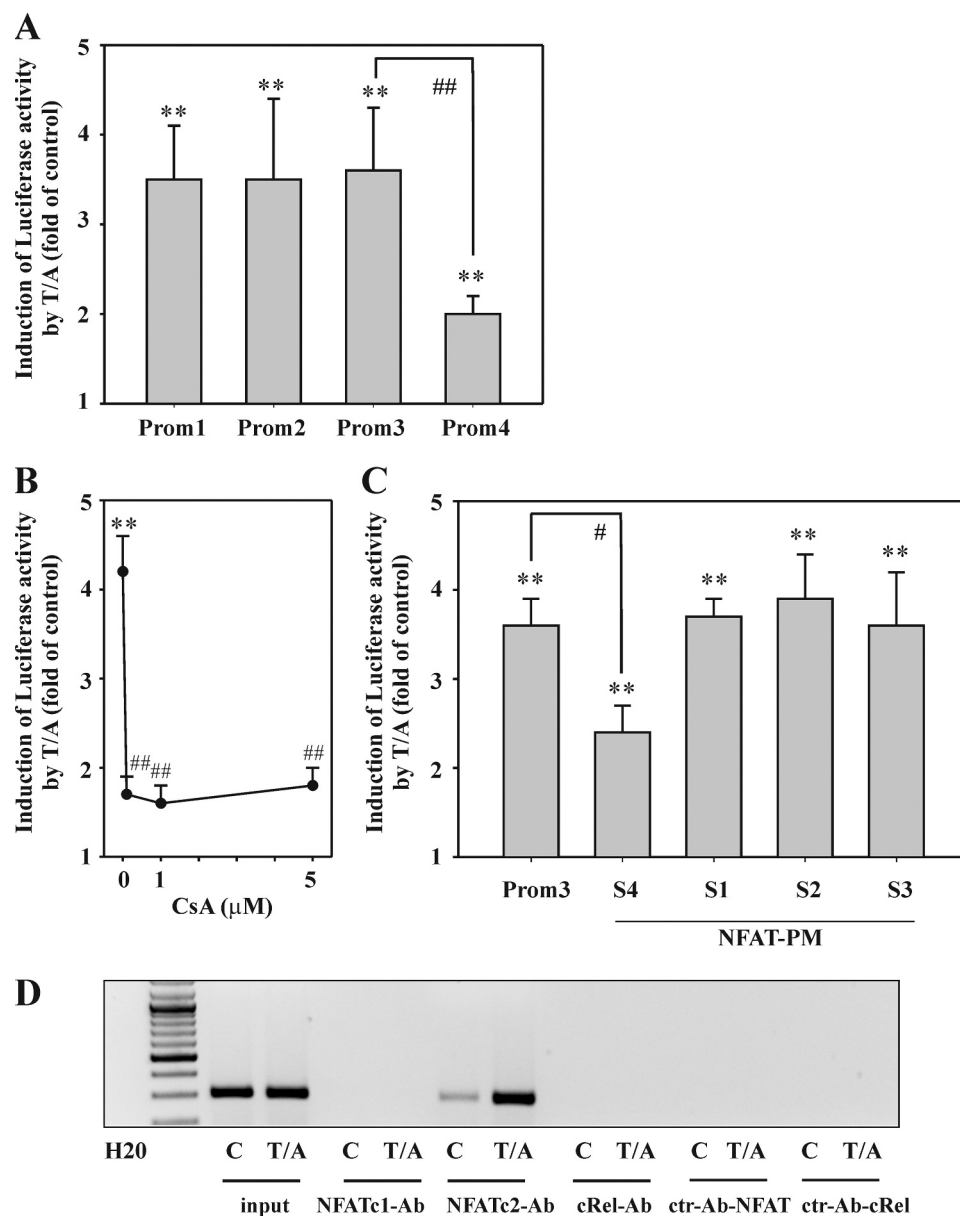 A
Induction of Luciferase activity
by T/A (fold of control)
5
4
3
2
1
**
**
**
##
**
Prom1 Prom2 Prom3 Prom4
B
Induction of Luciferase activity
by T/A (fold of control)
5
4
3
2
1
**
##
##
##
0 1 5
CsA (μM)
C
Induction of Luciferase activity
by T/A (fold of control)
5
4
3
2
1
**
#
**
**
**
**
Prom3 S4 S1 S2 S3
NFAT-PM
D
H20 C T/A C T/A C T/A C T/A C T/A C T/A
input NFATc1-Ab NFATc2-Ab cRel-Ab ctr-Ab-NFAT ctr-Ab-cRel